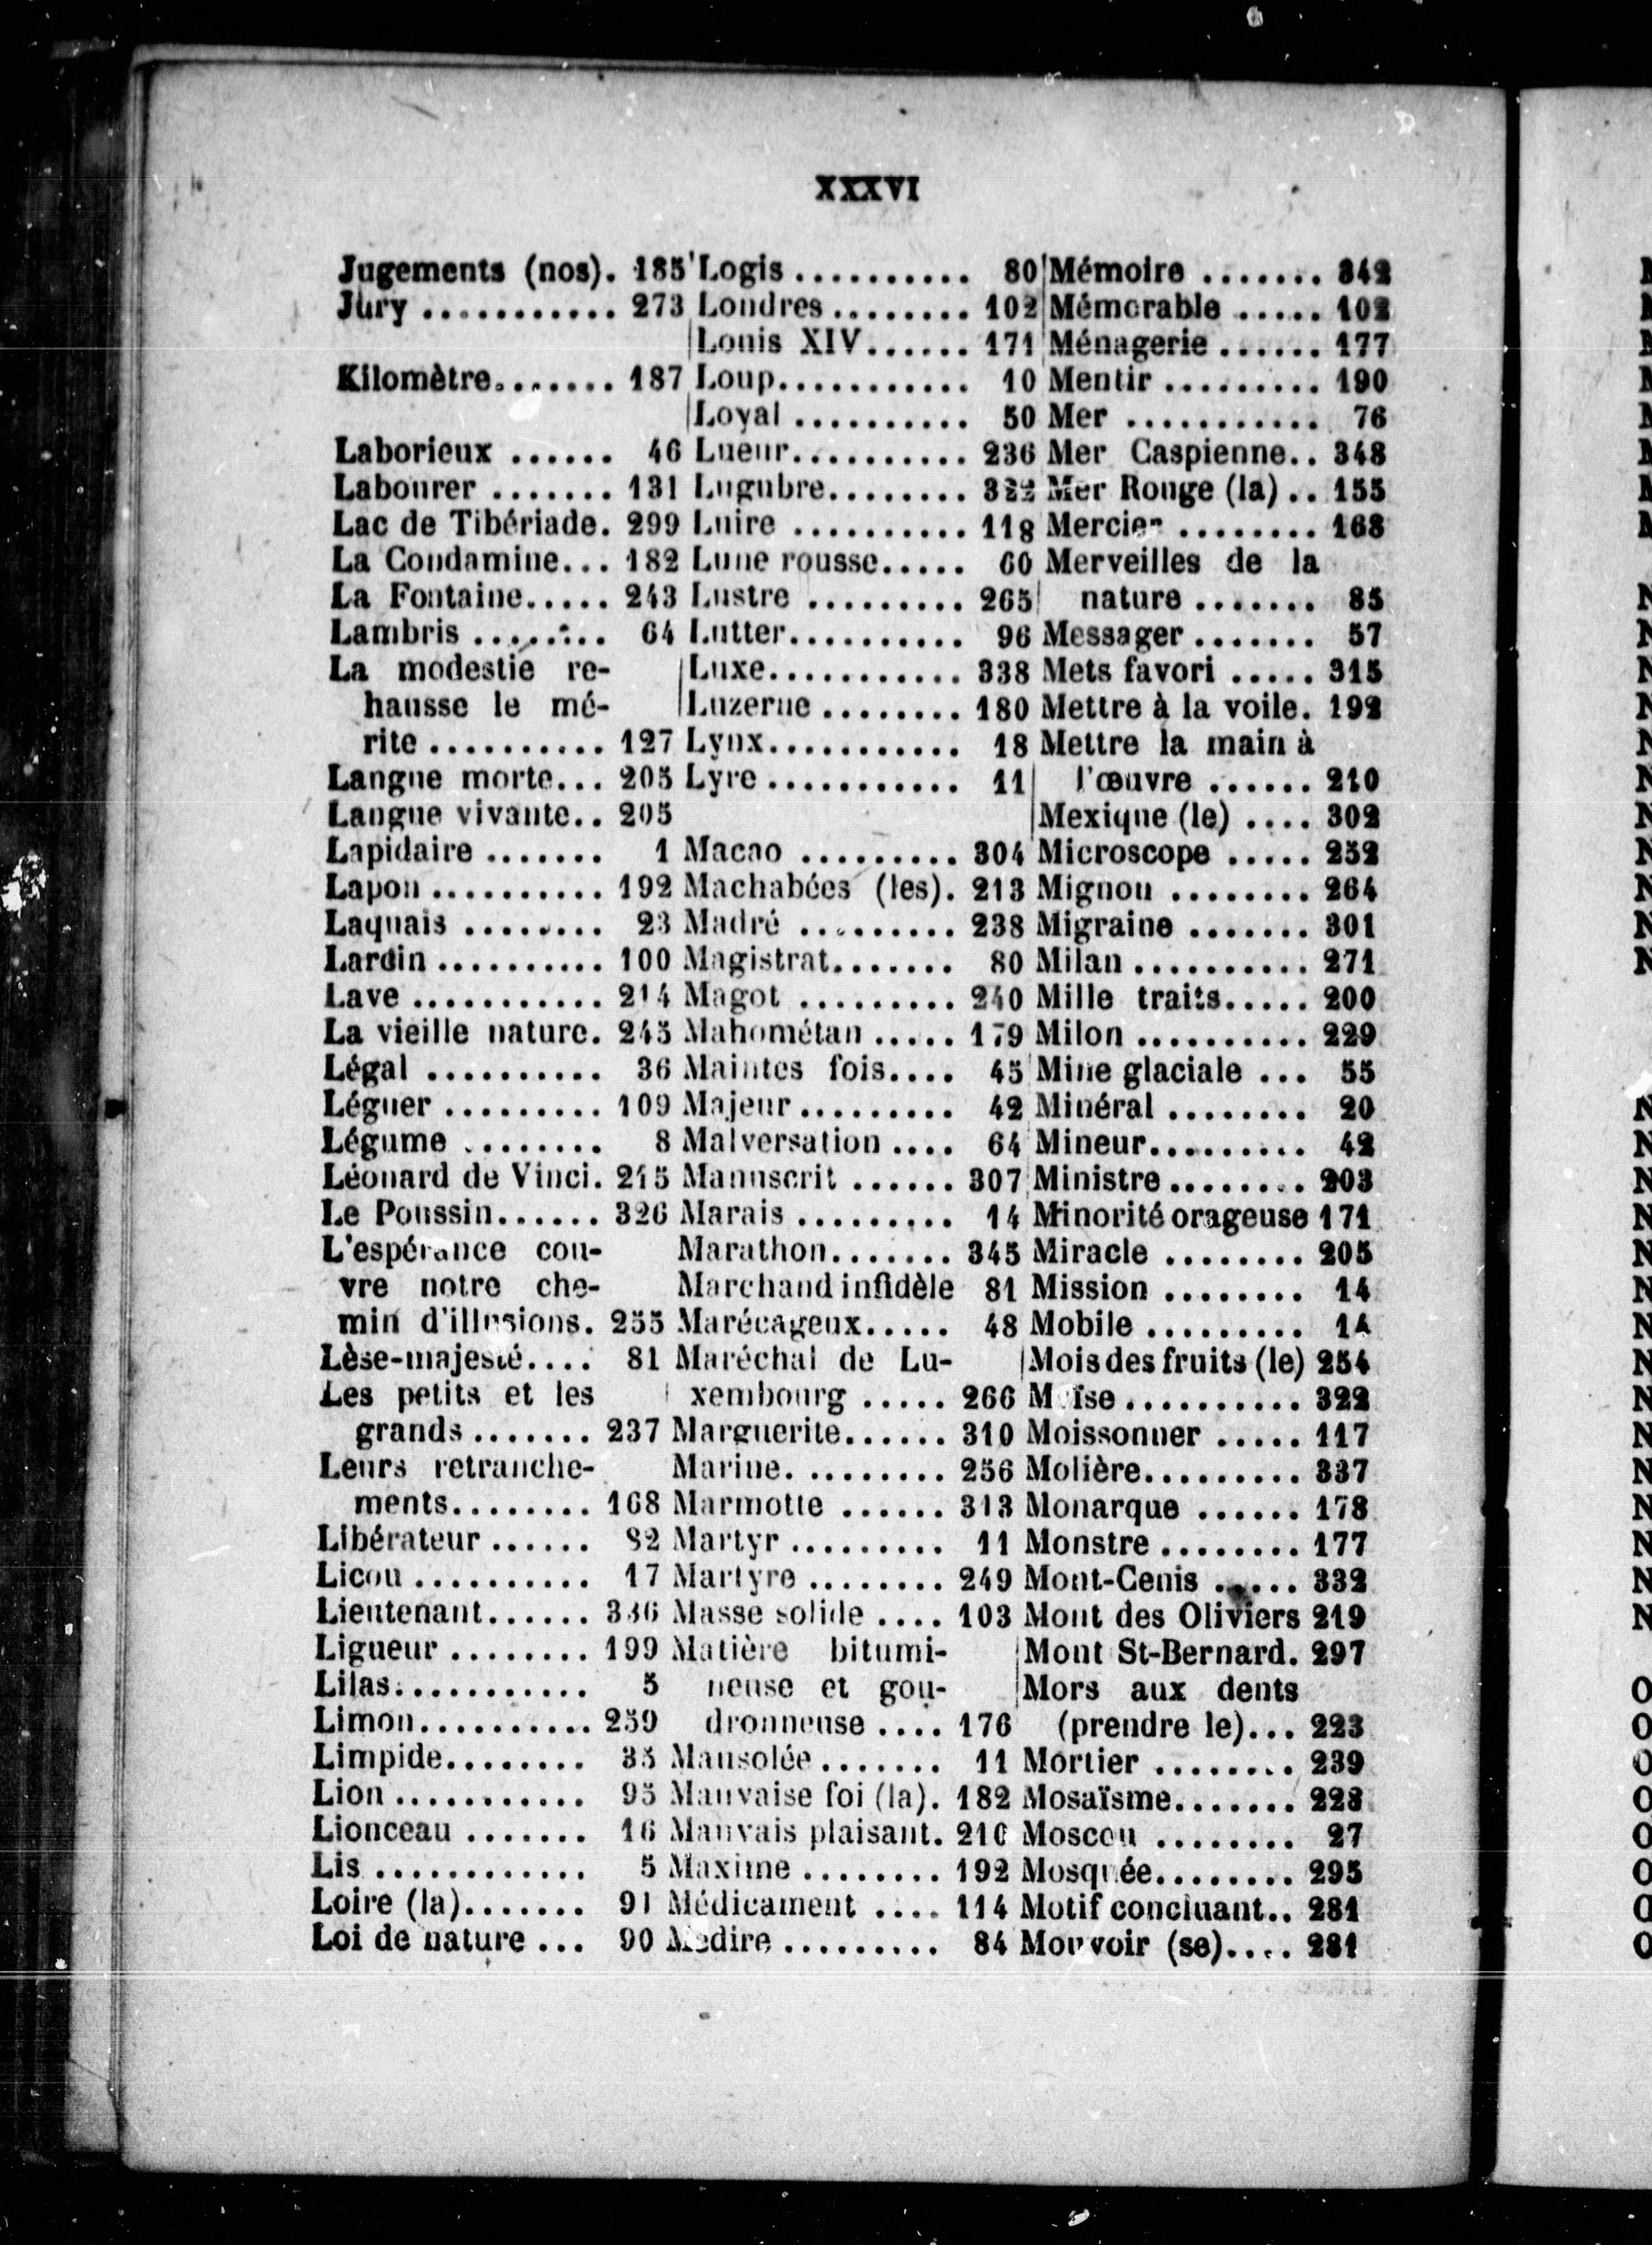 XXXVI
Jugements (nos). 185
Jury ........... 273
Kilomètre....... 187
Laborieux ...... 46
Labourer ....... 131
Lac de Tibériade. 299
La Condamine... 182
La Fontaine..... 243
Lambris ........ 64
La modestie re-
hausse le mé-
rite .......... 127
Langue morte... 205
Langue vivante.. 205
Lapidaire ....... 1
Lapon .......... 192
Laquais ........ 23
Lardin .......... 100
Lave ........... 214
La vieille nature. 245
Légal .......... 36
Léguer ......... 109
Légume ........ 8
Léonard de Vinci. 215
Le Poussin...... 326
L'espérance cou-
vre notre che-
min d'illusions. 255
Lèse-majesté.... 81
Les petits et les
grands ....... 237
Leurs retranche-
ments........ 168
Libérateur ...... 82
Licou .......... 17
Lieutenant...... 336
Ligueur ........ 199
Lilas........... 5
Limon.......... 259
Limpide........ 35
Lion ........... 95
Lionceau ....... 16
Lis ............ 5
Loire (la)....... 91
Loi de nature ... 90
Logis .......... 80
Londres ........ 102
Louis XIV...... 171
Loup........... 10
Loyal .......... 50
Lueur.......... 236
Lugubre........ 322
Luire .......... 118
Lune rousse..... 60
Lustre ......... 265
Lutter.......... 96
Luxe........... 338
Luzerne ........ 180
Lynx........... 18
Lyre ........... 11
Macao ......... 304
Machabées (les). 213
Madré ......... 238
Magistrat....... 80
Magot ......... 240
Mahométan ..... 179
Maintes fois.... 45
Majeur ......... 42
Malversation .... 64
Manuscrit ...... 307
Marais ......... 14
Marathon....... 345
Marchand infidèle 81
Marécageux..... 48
Maréchal de Lu-
xembourg ..... 266
Marguerite...... 310
Marine. ........ 256
Marmotte ...... 313
Martyr ......... 11
Martyre ........ 249
Masse solide .... 103
Matière bitumi-
neuse et gou-
dronneuse .... 176
Mausolée ....... 11
Mauvaise foi (la). 182
Mauvais plaisant. 210
Maxime ........ 192
Médicament .... 114
Médire ......... 84
Mémoire ....... 342
Mémorable ..... 102
Ménagerie ...... 177
Mentir ......... 190
Mer ............ 76
Mer Caspienne.. 348
Mer Rouge (la) .. 155
Mercier ........ 168
Merveilles de la
nature ....... 85
Messager ....... 57
Mets favori ..... 315
Mettre à la voile. 192
Mettre la main à
l'œuvre ...... 210
Mexique (le) .... 302
Microscope ..... 252
Mignon ........ 264
Migraine ....... 301
Milan .......... 271
Mille traits..... 200
Milon .......... 229
Mine glaciale ... 55
Minéral ........ 20
Mineur......... 42
Ministre ........ 203
Minorité orageuse 171
Miracle ........ 205
Mission ........ 14
Mobile ......... 14
Mois des fruits (le) 254
Moïse .......... 322
Moissonner ..... 117
Molière......... 337
Monarque ...... 178
Monstre ........ 177
Mont-Cenis ..... 332
Mont des Oliviers 219
Mont St-Bernard. 297
Mors aux dents
(prendre le)... 223
Mortier ........ 239
Mosaïsme....... 228
Moscou ........ 27
Mosquée........ 295
Motif concluant.. 281
Mouvoir (se).... 281